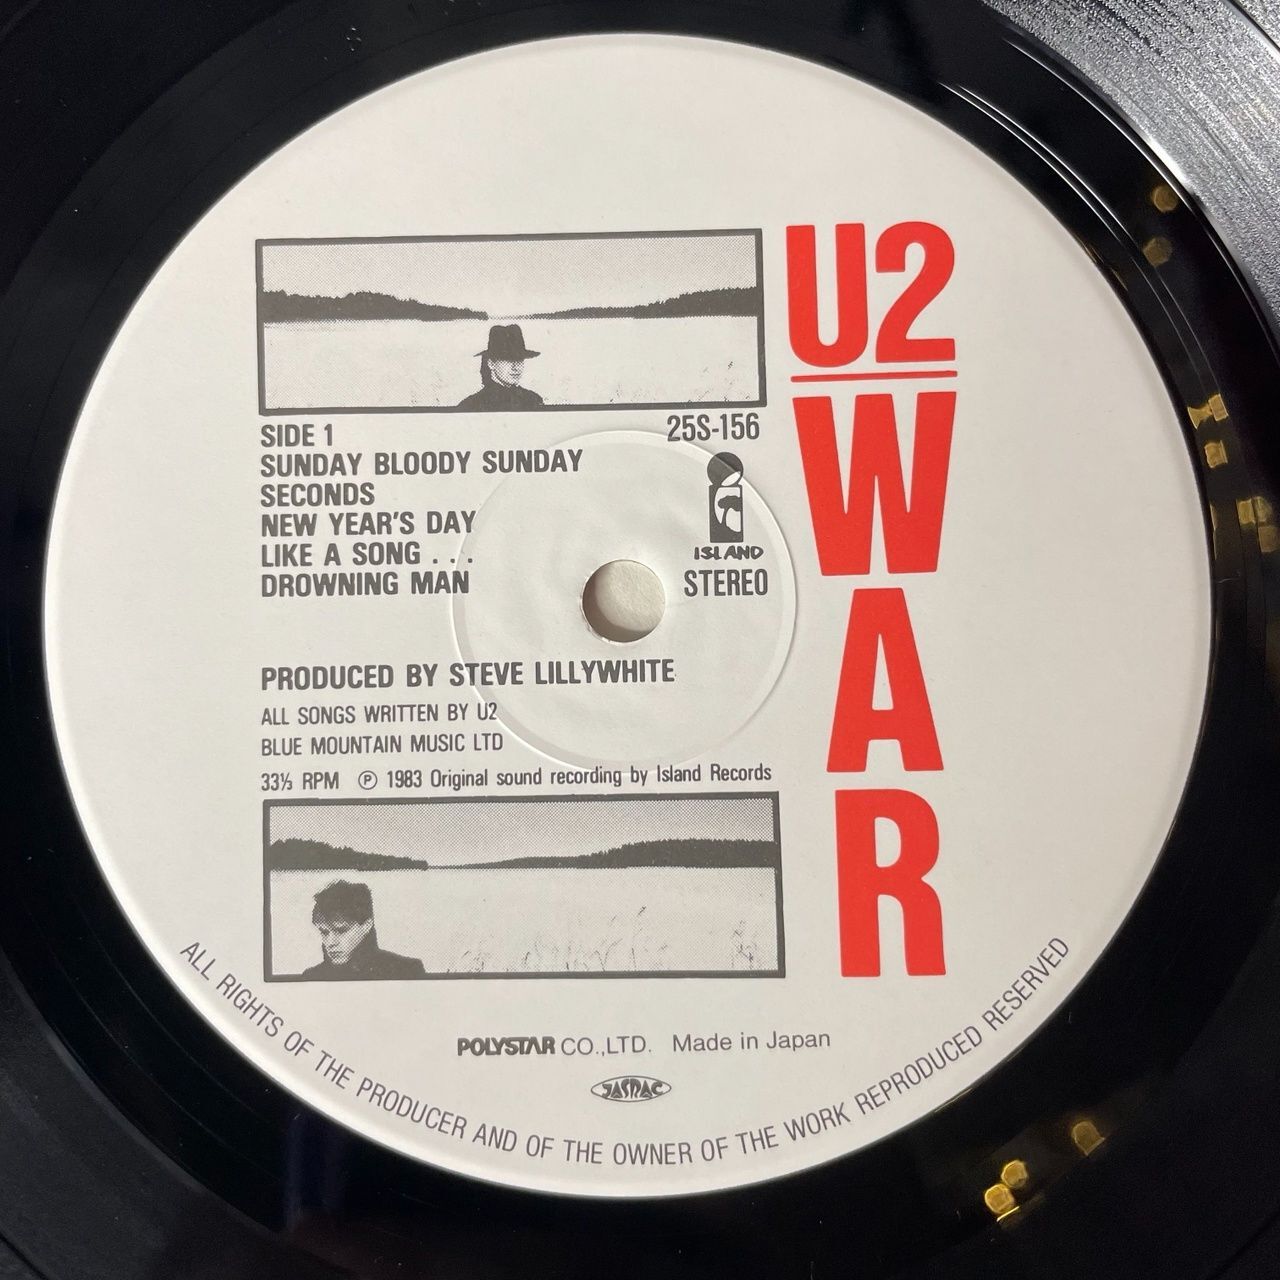 U2
WAR
SIDE 1
25S-156
SUNDAY BLOODY SUNDAY
SECONDS
NEW YEAR'S DAY
LIKE A SONG . . .
DROWNING MAN
ISLAND
STEREO
PRODUCED BY STEVE LILLYWHITE
ALL SONGS WRITTEN BY U2
BLUE MOUNTAIN MUSIC LTD
33⅓ RPM ℗ 1983 Original sound recording by Island Records
POLYSTAR CO.,LTD. Made in Japan
JASRAC
ALL RIGHTS OF THE PRODUCER AND OF THE OWNER OF THE WORK REPRODUCED RESERVED